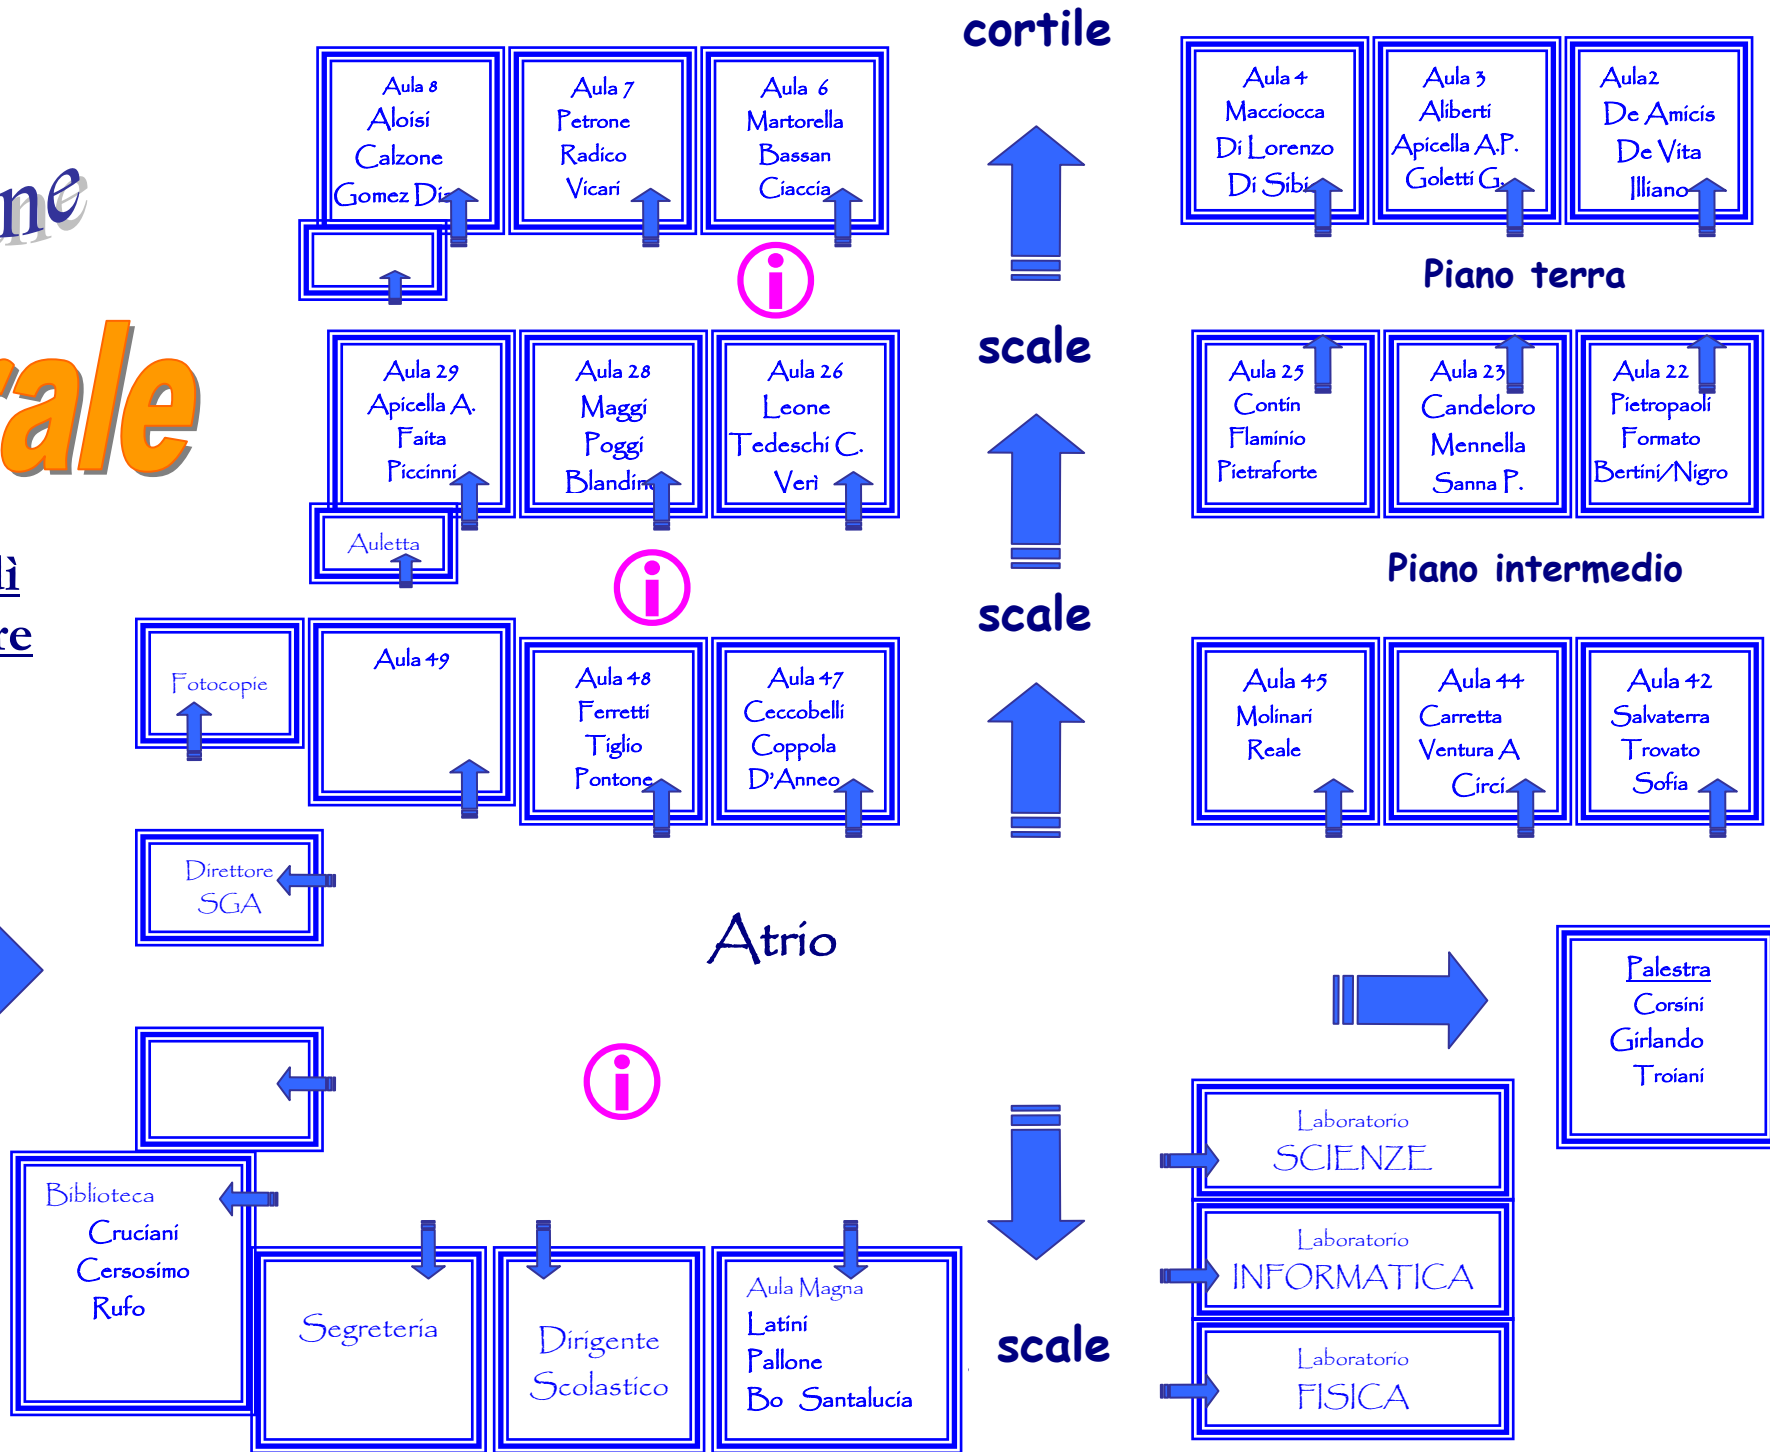 cortile
Aula 8
Aloisi
Calzone
Gomez
Aula 7
Petrone
Radico
Vicari
Aula 6
Martorella
Bassan
Ciaccia
Aula 4
Macciocca
Di Lorenzo
Di Sibi
Aula 3
Aliberti
Apicella A.P.
Goletti G.
Aula2
De Amicis
De Vita
Illiano
Piano terra
scale
Aula 29
Apicella A.
Faita
Piccinni
Auletta
Aula 28
Maggi
Poggi
Blandino
Aula 26
Leone
Tedeschi C.
Verì
Aula 25
Contin
Flaminio
Pietraforte
Aula 23
Candeloro
Mennella
Sanna P.
Aula 22
Pietropaoli
Formato
Bertini/Nigro
Piano intermedio
scale
Fotocopie
Aula 49
Aula 48
Ferretti
Tiglio
Pontone
Aula 47
Ceccobelli
Coppola
D'Anneo
Aula 45
Molinari
Reale
Aula 44
Carretta
Ventura A
Circi
Aula 42
Salvaterra
Trovato
Sofia
Direttore
SGA
Atrio
Palestra
Corsini
Girlando
Troiani
Laboratorio
SCIENZE
Laboratorio
INFORMATICA
Laboratorio
FISICA
Biblioteca
Cruciani
Cersosimo
Rufo
Segreteria
Dirigente
Scolastico
Aula Magna
Latini
Pallone
Bo Santalucia
scale